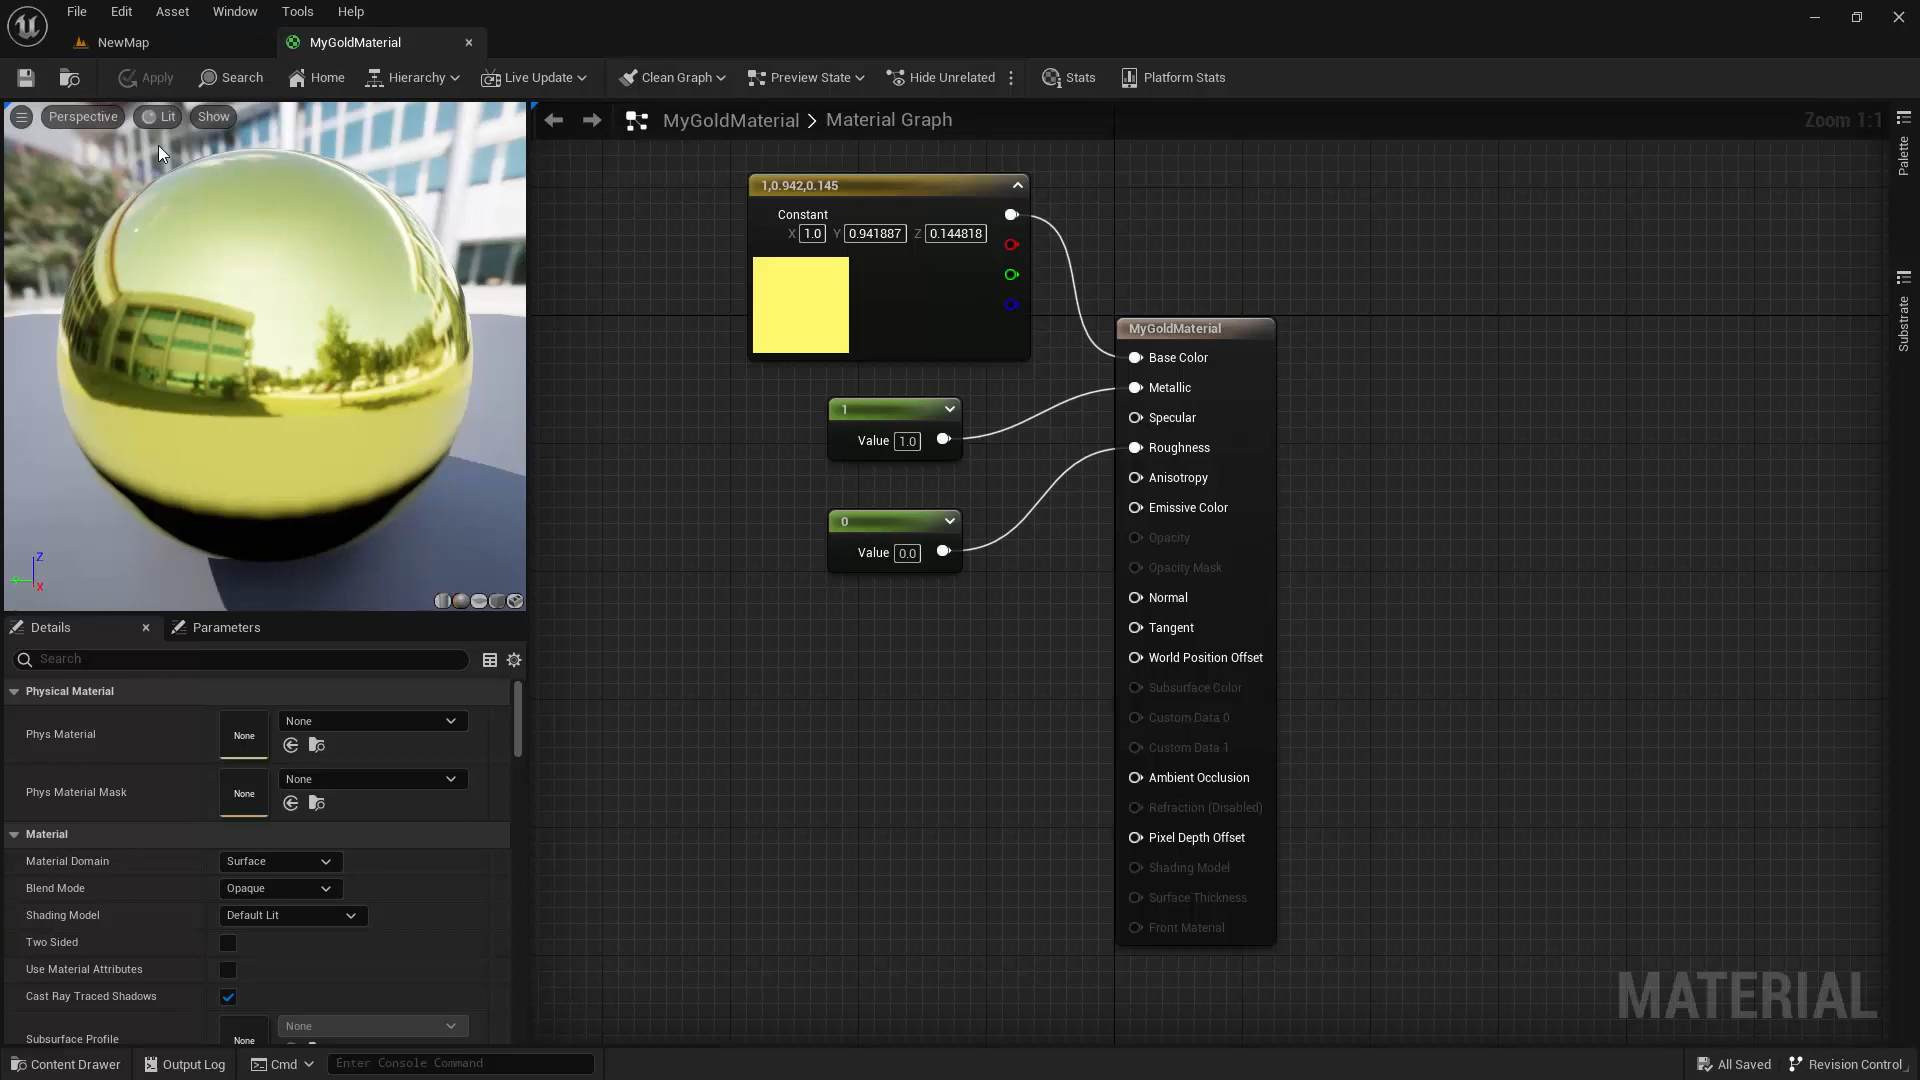 File Edit Asset Window Tools Help
NewMap MyGoldMaterial
Apply Search Home Hierarchy Live Update Clean Graph Preview State Hide Unrelated Stats Platform Stats
Perspective Lit Show
MyGoldMaterial > Material Graph Zoom 1:1
Palette
Substrate
1,0.942,0.145
Constant
X 1.0 Y 0.941887 Z 0.144818
1
Value 1.0
0
Value 0.0
MyGoldMaterial
Base Color
Metallic
Specular
Roughness
Anisotropy
Emissive Color
Opacity
Opacity Mask
Normal
Tangent
World Position Offset
Subsurface Color
Custom Data 0
Custom Data 1
Ambient Occlusion
Refraction (Disabled)
Pixel Depth Offset
Shading Model
Surface Thickness
Front Material
MATERIAL
Z
Y
X
Details Parameters
Search
Physical Material
Phys Material None None
Phys Material Mask None None
Material
Material Domain Surface
Blend Mode Opaque
Shading Model Default Lit
Two Sided
Use Material Attributes
Cast Ray Traced Shadows
Subsurface Profile None None
Content Drawer Output Log Cmd Enter Console Command All Saved Revision Control